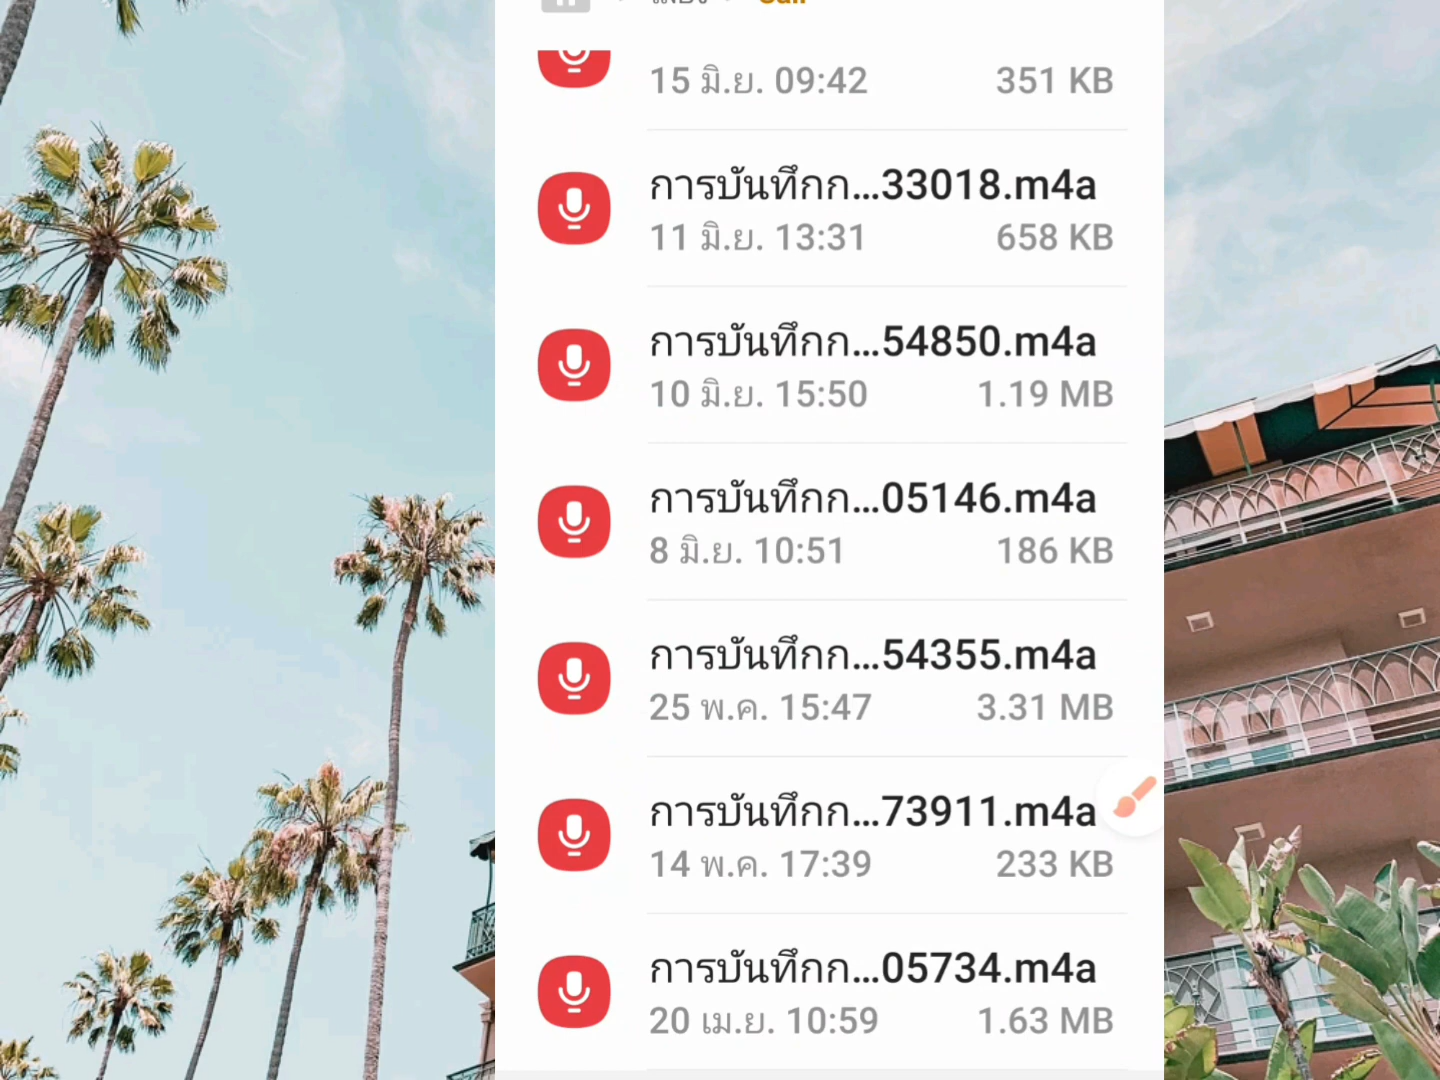 15 มิ.ย. 09:42 351 KB
การบันทึกก...33018.m4a
11 มิ.ย. 13:31 658 KB
การบันทึกก...54850.m4a
10 มิ.ย. 15:50 1.19 MB
การบันทึกก...05146.m4a
8 มิ.ย. 10:51 186 KB
การบันทึกก...54355.m4a
25 พ.ค. 15:47 3.31 MB
การบันทึกก...73911.m4a
14 พ.ค. 17:39 233 KB
การบันทึกก...05734.m4a
20 เม.ย. 10:59 1.63 MB